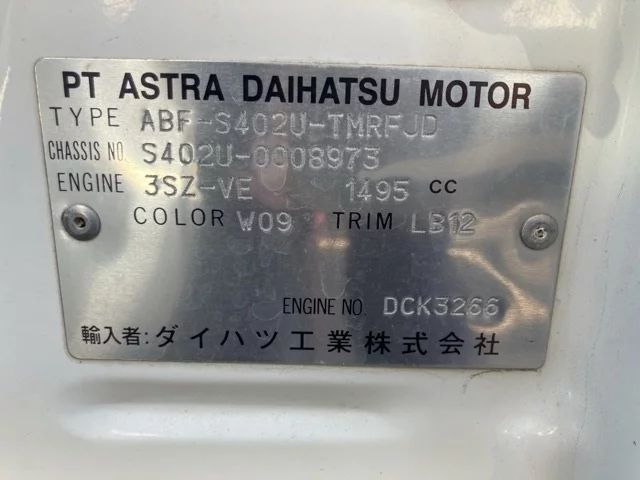 PT ASTRA DAIHATSU MOTOR
TYPE ABF-S402U-TMRFJD
CHASSIS NO. S402U-0008973
ENGINE 3SZ-VE 1495 CC
COLOR W09 TRIM LB12
ENGINE NO. DCK3266
輸入者:ダイハツ工業株式会社